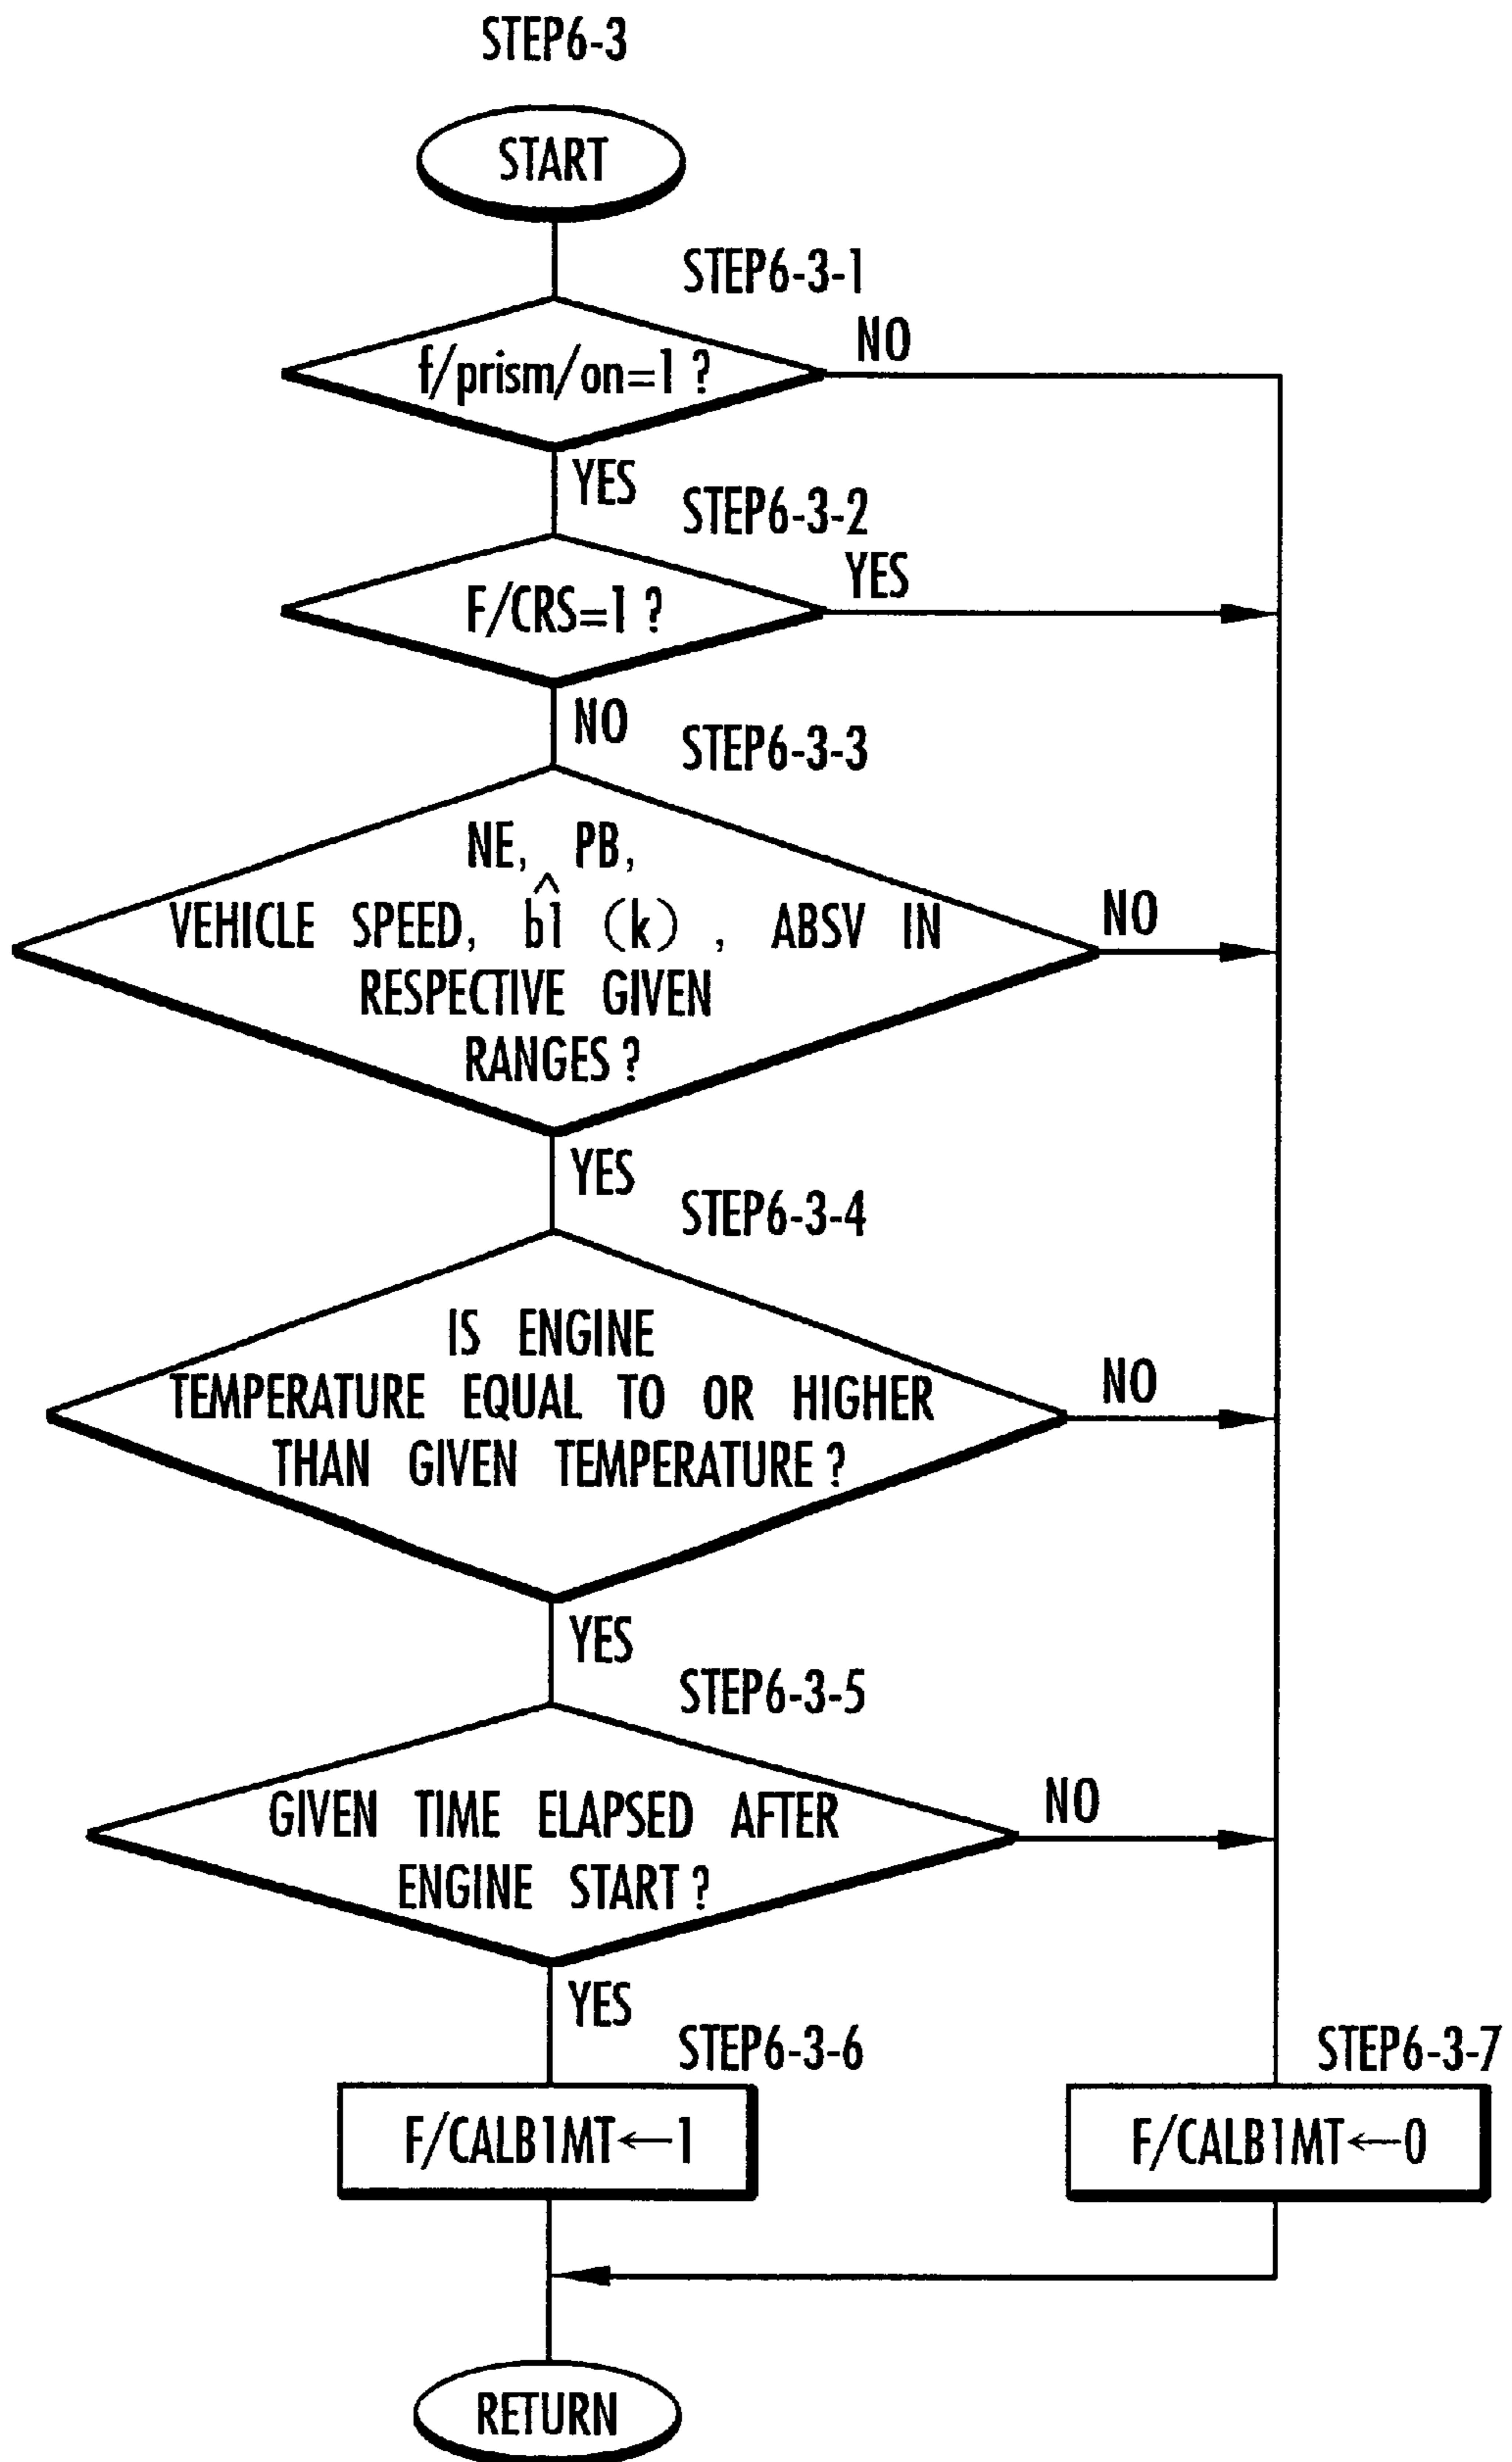 STEP6-3
START
STEP6-3-1
f/prism/on=1 ?
NO
YES
STEP6-3-2
F/CRS=1 ?
YES
NO
STEP6-3-3
NE, PB,
VEHICLE SPEED, b̂1 (k) , ABSV IN
RESPECTIVE GIVEN
RANGES ?
NO
YES
STEP6-3-4
IS ENGINE
TEMPERATURE EQUAL TO OR HIGHER
THAN GIVEN TEMPERATURE ?
NO
YES
STEP6-3-5
GIVEN TIME ELAPSED AFTER
ENGINE START ?
NO
YES
STEP6-3-6
STEP6-3-7
F/CALB1MT←1
F/CALB1MT←0
RETURN